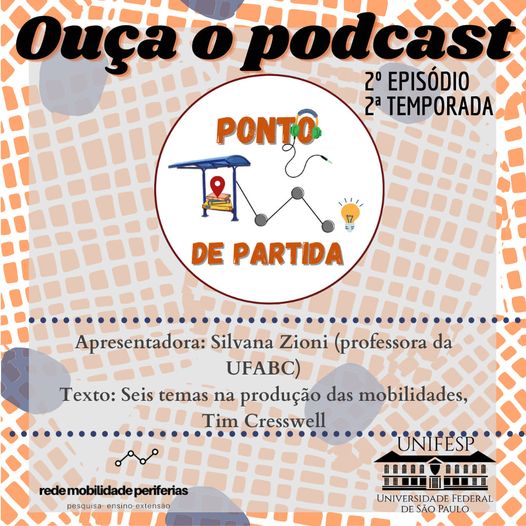 Ouça o podcast
2º EPISÓDIO
2ª TEMPORADA
PONTO
DE PARTIDA
Apresentadora: Silvana Zioni (professora da
UFABC)
Texto: Seis temas na produção das mobilidades,
Tim Cresswell
rede mobilidade periferias
pesquisa- ensino- extensão
UNIFESP
UNIVERSIDADE FEDERAL
DE SÃO PAULO